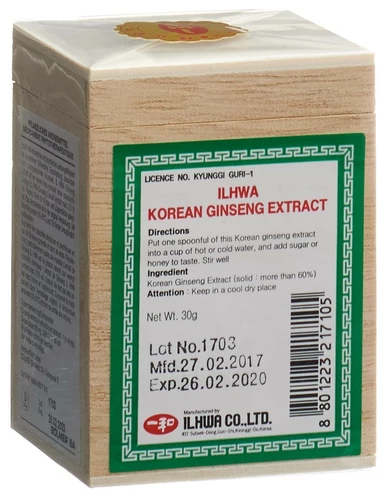 LICENCE NO. KYUNGGI GURI-1
ILHWA
KOREAN GINSENG EXTRACT
Directions
Put one spoonful of this Korean ginseng extract
into a cup of hot or cold water, and add sugar or
honey to taste. Stir well
Ingredient
Korean Ginseng Extract (solid : more than 60%)
Attention : Keep in a cool dry place
Net Wt. 30g
Lot No.1703
Mfd.27.02.2017
Exp.26.02.2020
8 801223 217105
Manufactured by
一和 ILHWA CO.,LTD.